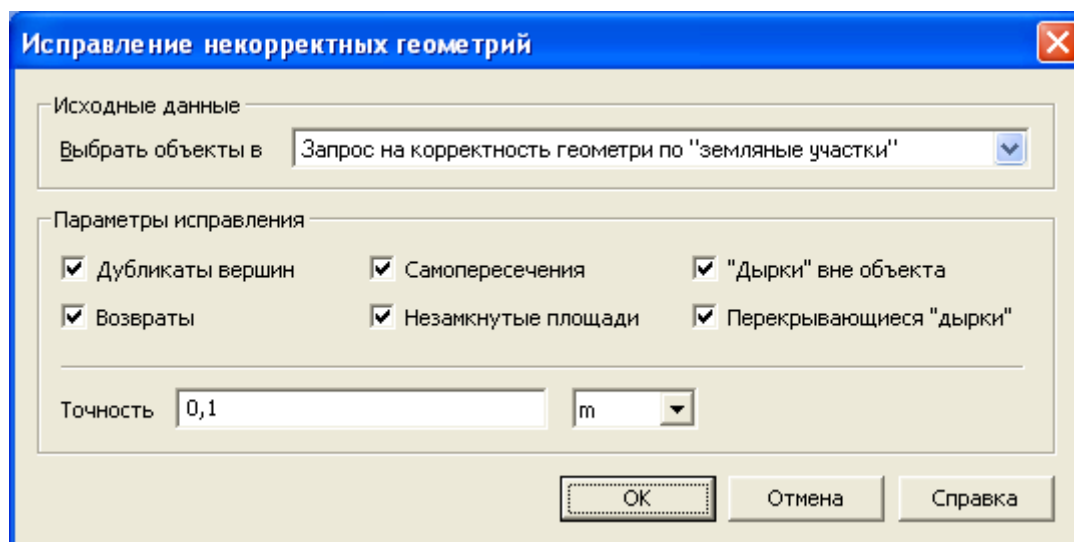 Исправление некорректных геометрий
Исходные данные
Выбрать объекты в Запрос на корректность геометри по "земляные участки"
Параметры исправления
Дубликаты вершин Самопересечения "Дырки" вне объекта
Возвраты Незамкнутые площади Перекрывающиеся "дырки"
Точность 0,1 m
OK Отмена Справка